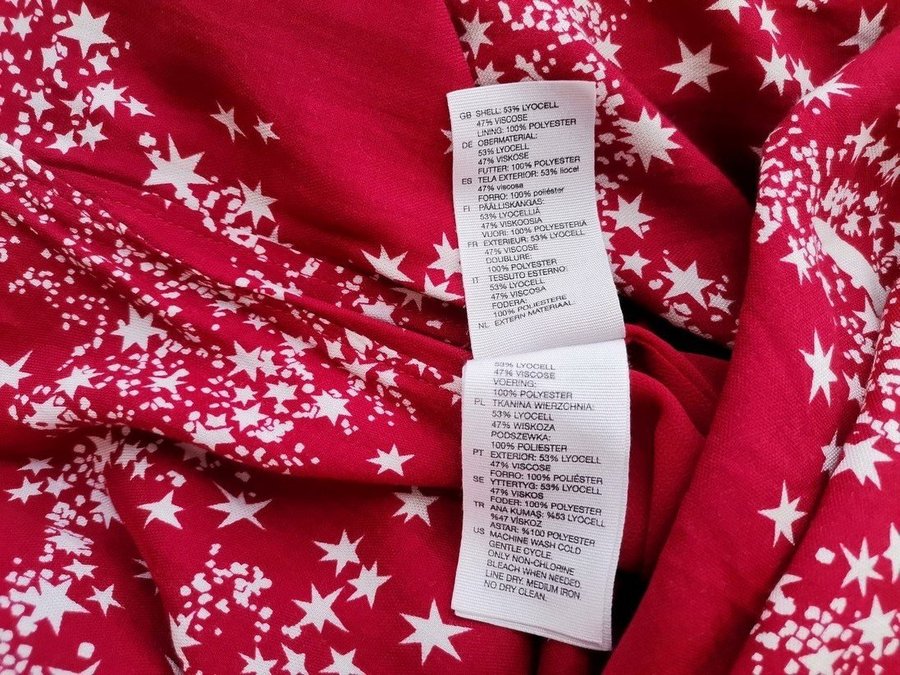 GB SHELL: 53% LYOCELL
47% VISCOSE
LINING: 100% POLYESTER
DE OBERMATERIAL:
53% LYOCELL
47% VISKOSE
FUTTER: 100% POLYESTER
ES TELA EXTERIOR: 53% liocel
47% viscosa
FORRO: 100% poliéster
FI PÄÄLLISKANGAS:
53% LYOCELLIA
47% VISKOOSIA
VUORI: 100% POLYESTERIA
FR EXTERIEUR: 53% LYOCELL
47% VISCOSE
DOUBLURE:
100% POLYESTER
IT TESSUTO ESTERNO:
53% LYOCELL
47% VISCOSA
FODERA:
100% POLIESTERE
NL EXTERN MATERIAAL:
53% LYOCELL
47% VISCOSE
VOERING:
100% POLYESTER
PL TKANINA WIERZCHNIA:
53% LYOCELL
47% WISKOZA
PODSZEWKA:
100% POLIESTER
PT EXTERIOR: 53% LYOCELL
47% VISCOSE
FORRO: 100% POLIÉSTER
SE YTTERTYG: 53% LYOCELL
47% VISKOS
FODER: 100% POLYESTER
TR ANA KUMAŞ: %53 LYOCELL
%47 VİSKOZ
ASTAR: %100 POLYESTER
US MACHINE WASH COLD
GENTLE CYCLE.
ONLY NON-CHLORINE
BLEACH WHEN NEEDED.
LINE DRY. MEDIUM IRON.
NO DRY CLEAN.